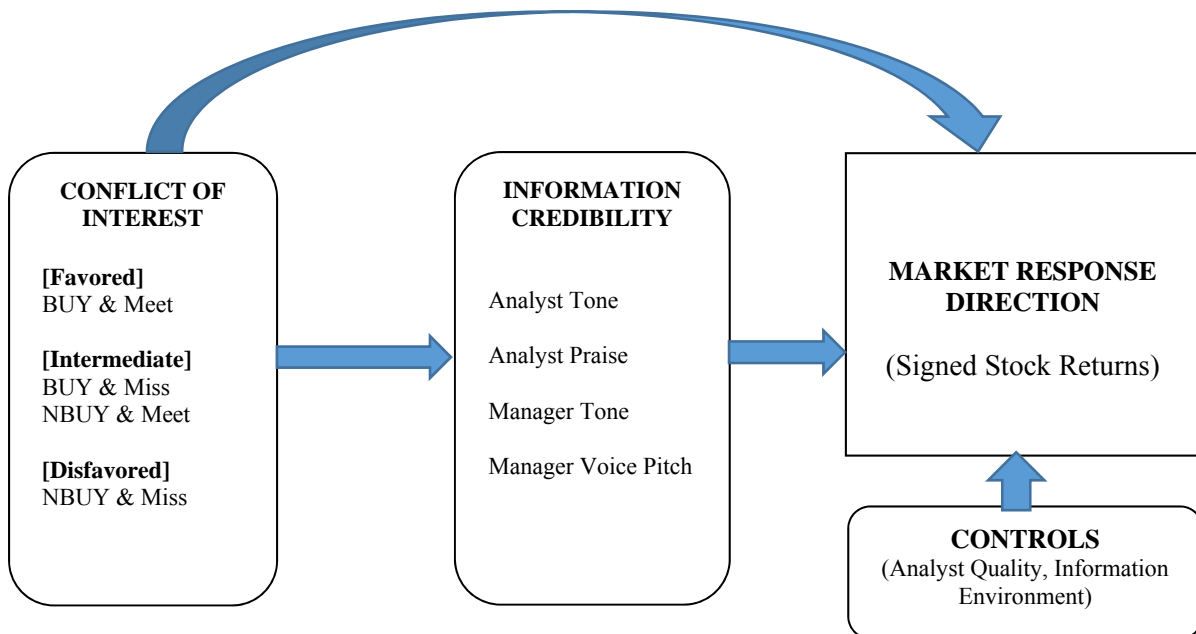 CONFLICT OF
INTEREST
[Favored]
BUY & Meet
[Intermediate]
BUY & Miss
NBUY & Meet
[Disfavored]
NBUY & Miss
INFORMATION
CREDIBILITY
Analyst Tone
Analyst Praise
Manager Tone
Manager Voice Pitch
MARKET RESPONSE
DIRECTION
(Signed Stock Returns)
CONTROLS
(Analyst Quality, Information
Environment)